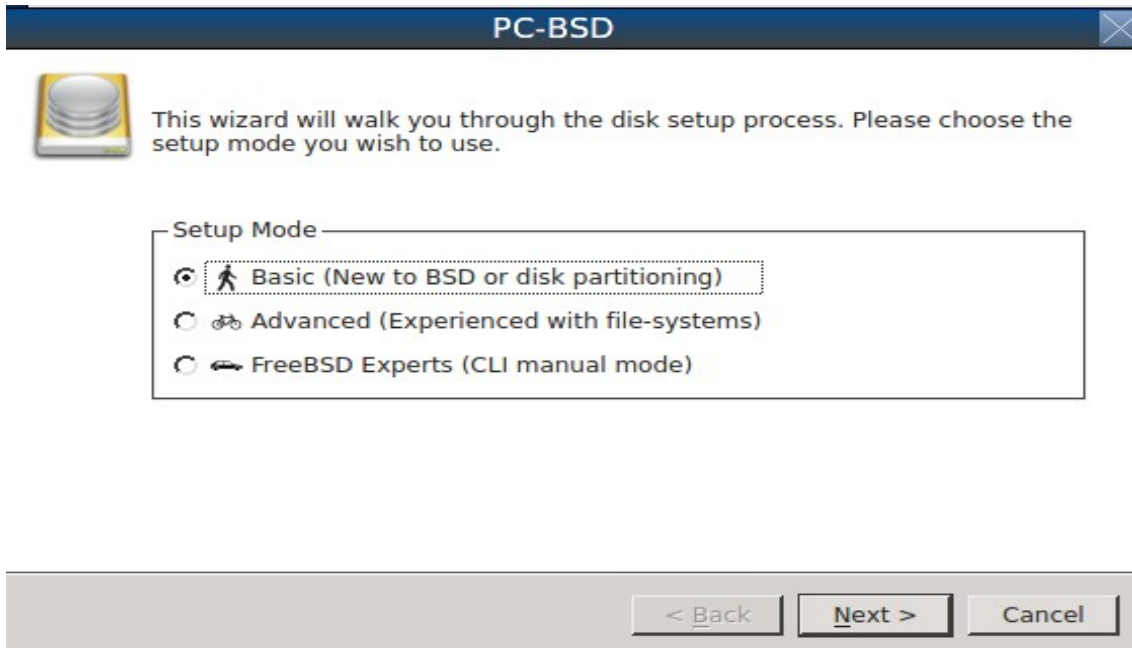 PC-BSD
This wizard will walk you through the disk setup process. Please choose the
setup mode you wish to use.
Setup Mode
Basic (New to BSD or disk partitioning)
Advanced (Experienced with file-systems)
FreeBSD Experts (CLI manual mode)
< Back Next > Cancel